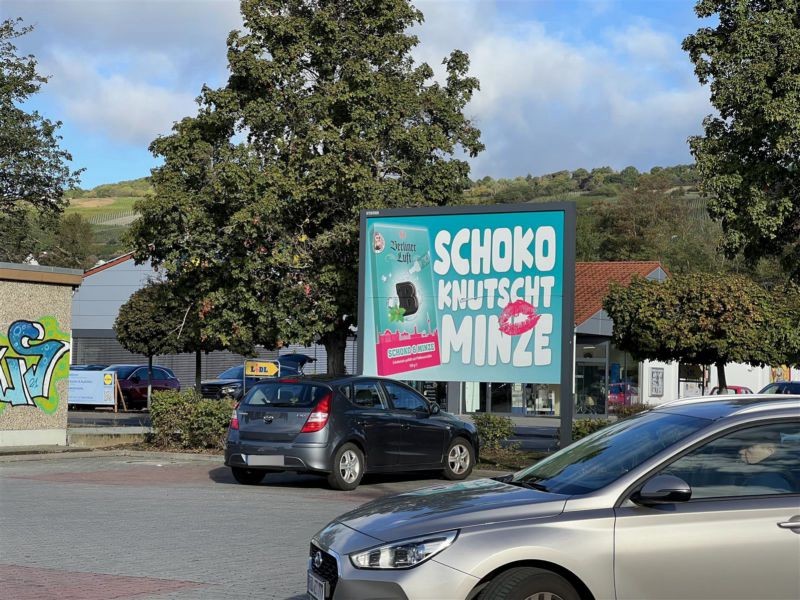 Berliner
Luft
SCHOKO & MINZE
SCHOKO
KNUTSCHT
MINZE
LIDL